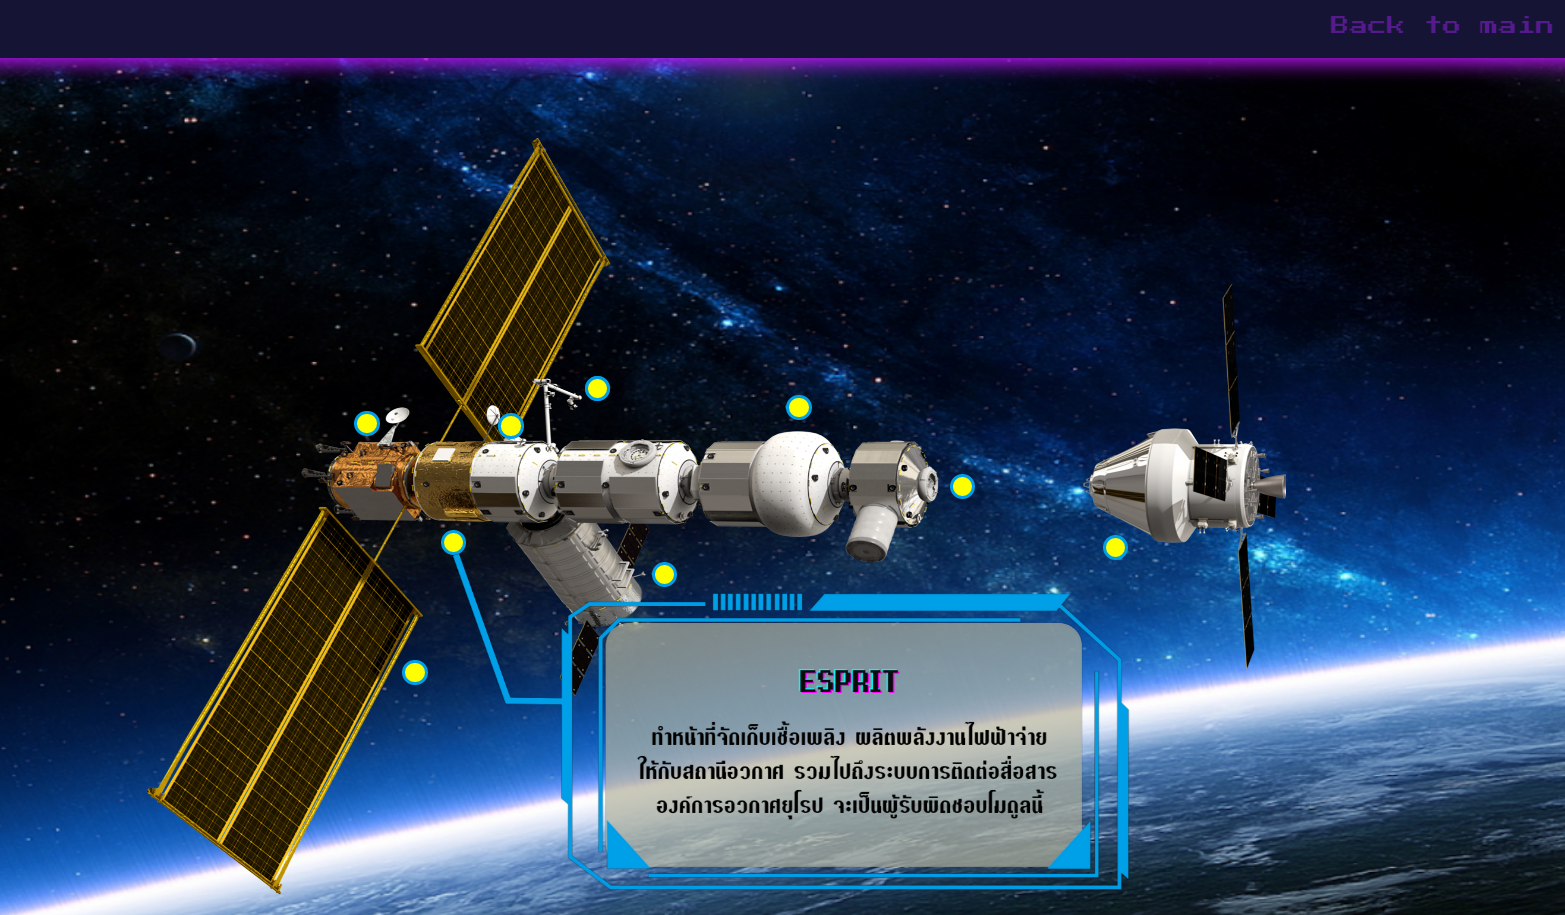 Back to main
ESPRIT
ทำหน้าที่จัดเก็บเชื้อเพลิง ผลิตพลังงานไฟฟ้าจ่าย
ให้กับสถานีอวกาศ รวมไปถึงระบบการติดต่อสื่อสาร
องค์การอวกาศยุโรป จะเป็นผู้รับผิดชอบโมดูลนี้